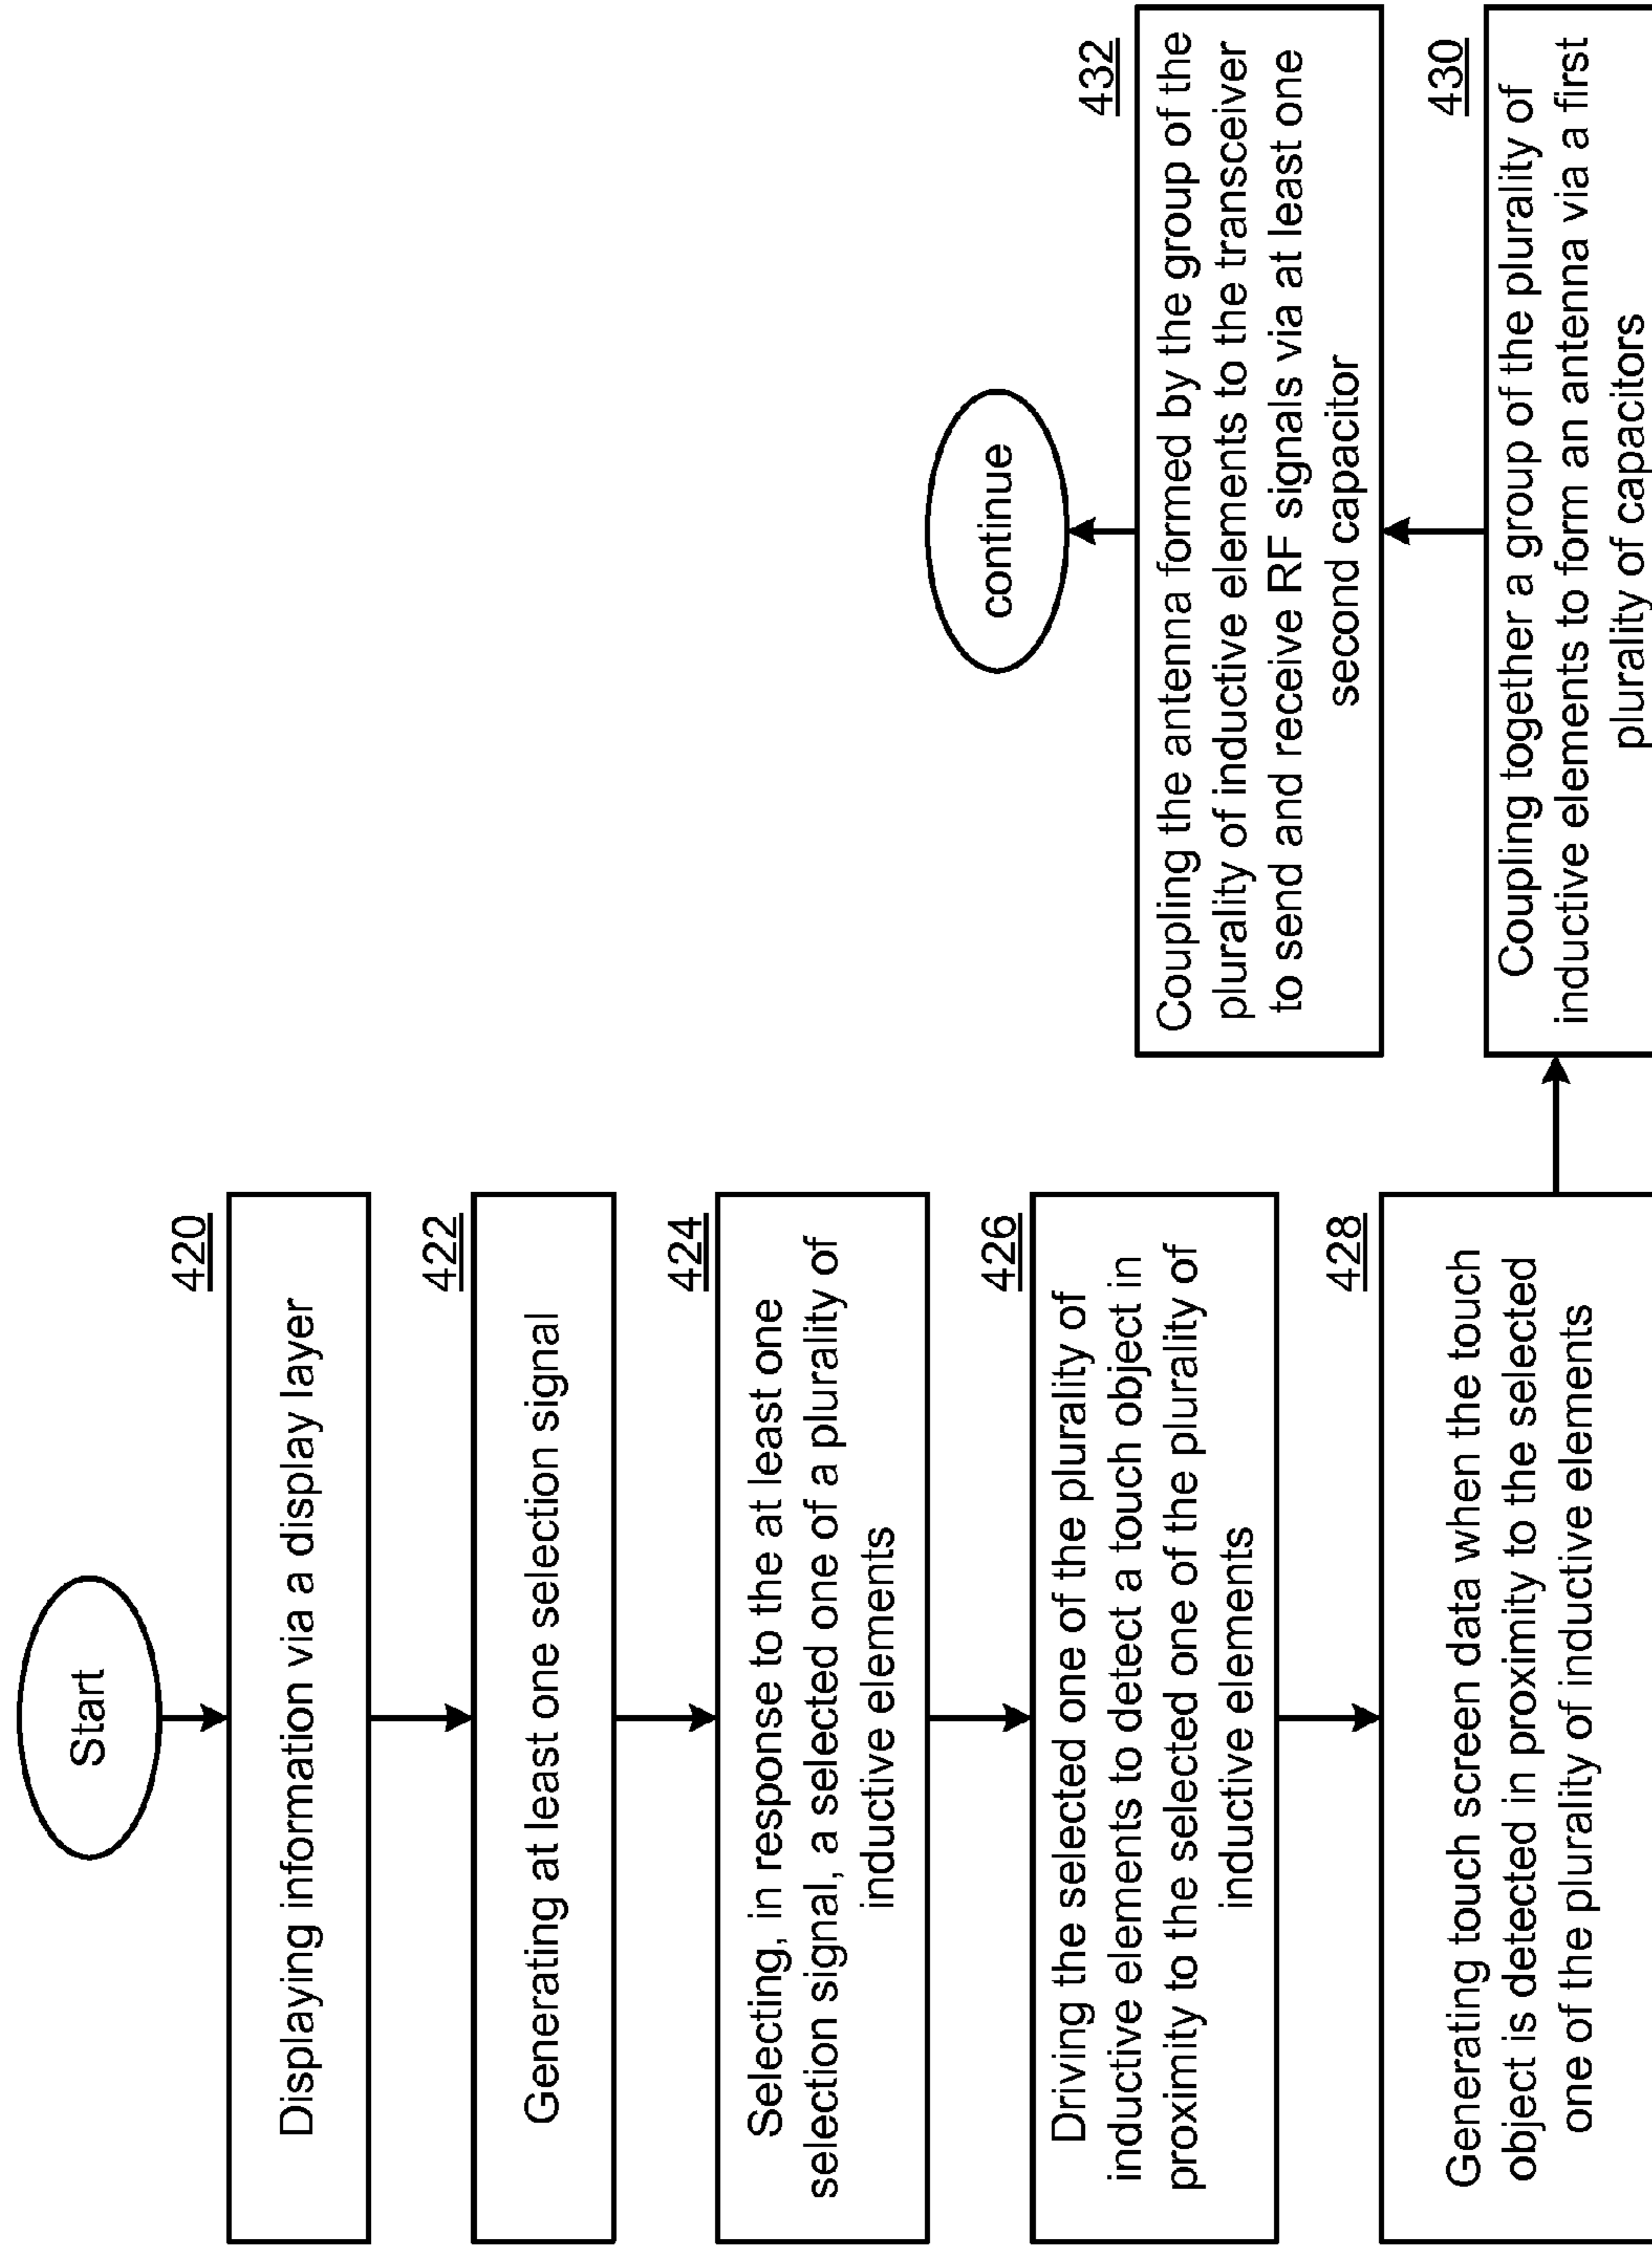 Start
420
Displaying information via a display layer
422
Generating at least one selection signal
424
Selecting, in response to the at least one
selection signal, a selected one of a plurality of
inductive elements
426
Driving the selected one of the plurality of
inductive elements to detect a touch object in
proximity to the selected one of the plurality of
inductive elements
428
Generating touch screen data when the touch
object is detected in proximity to the selected
one of the plurality of inductive elements
430
Coupling together a group of the plurality of
inductive elements to form an antenna via a first
plurality of capacitors
432
Coupling the antenna formed by the group of the
plurality of inductive elements to the transceiver
to send and receive RF signals via at least one
second capacitor
continue